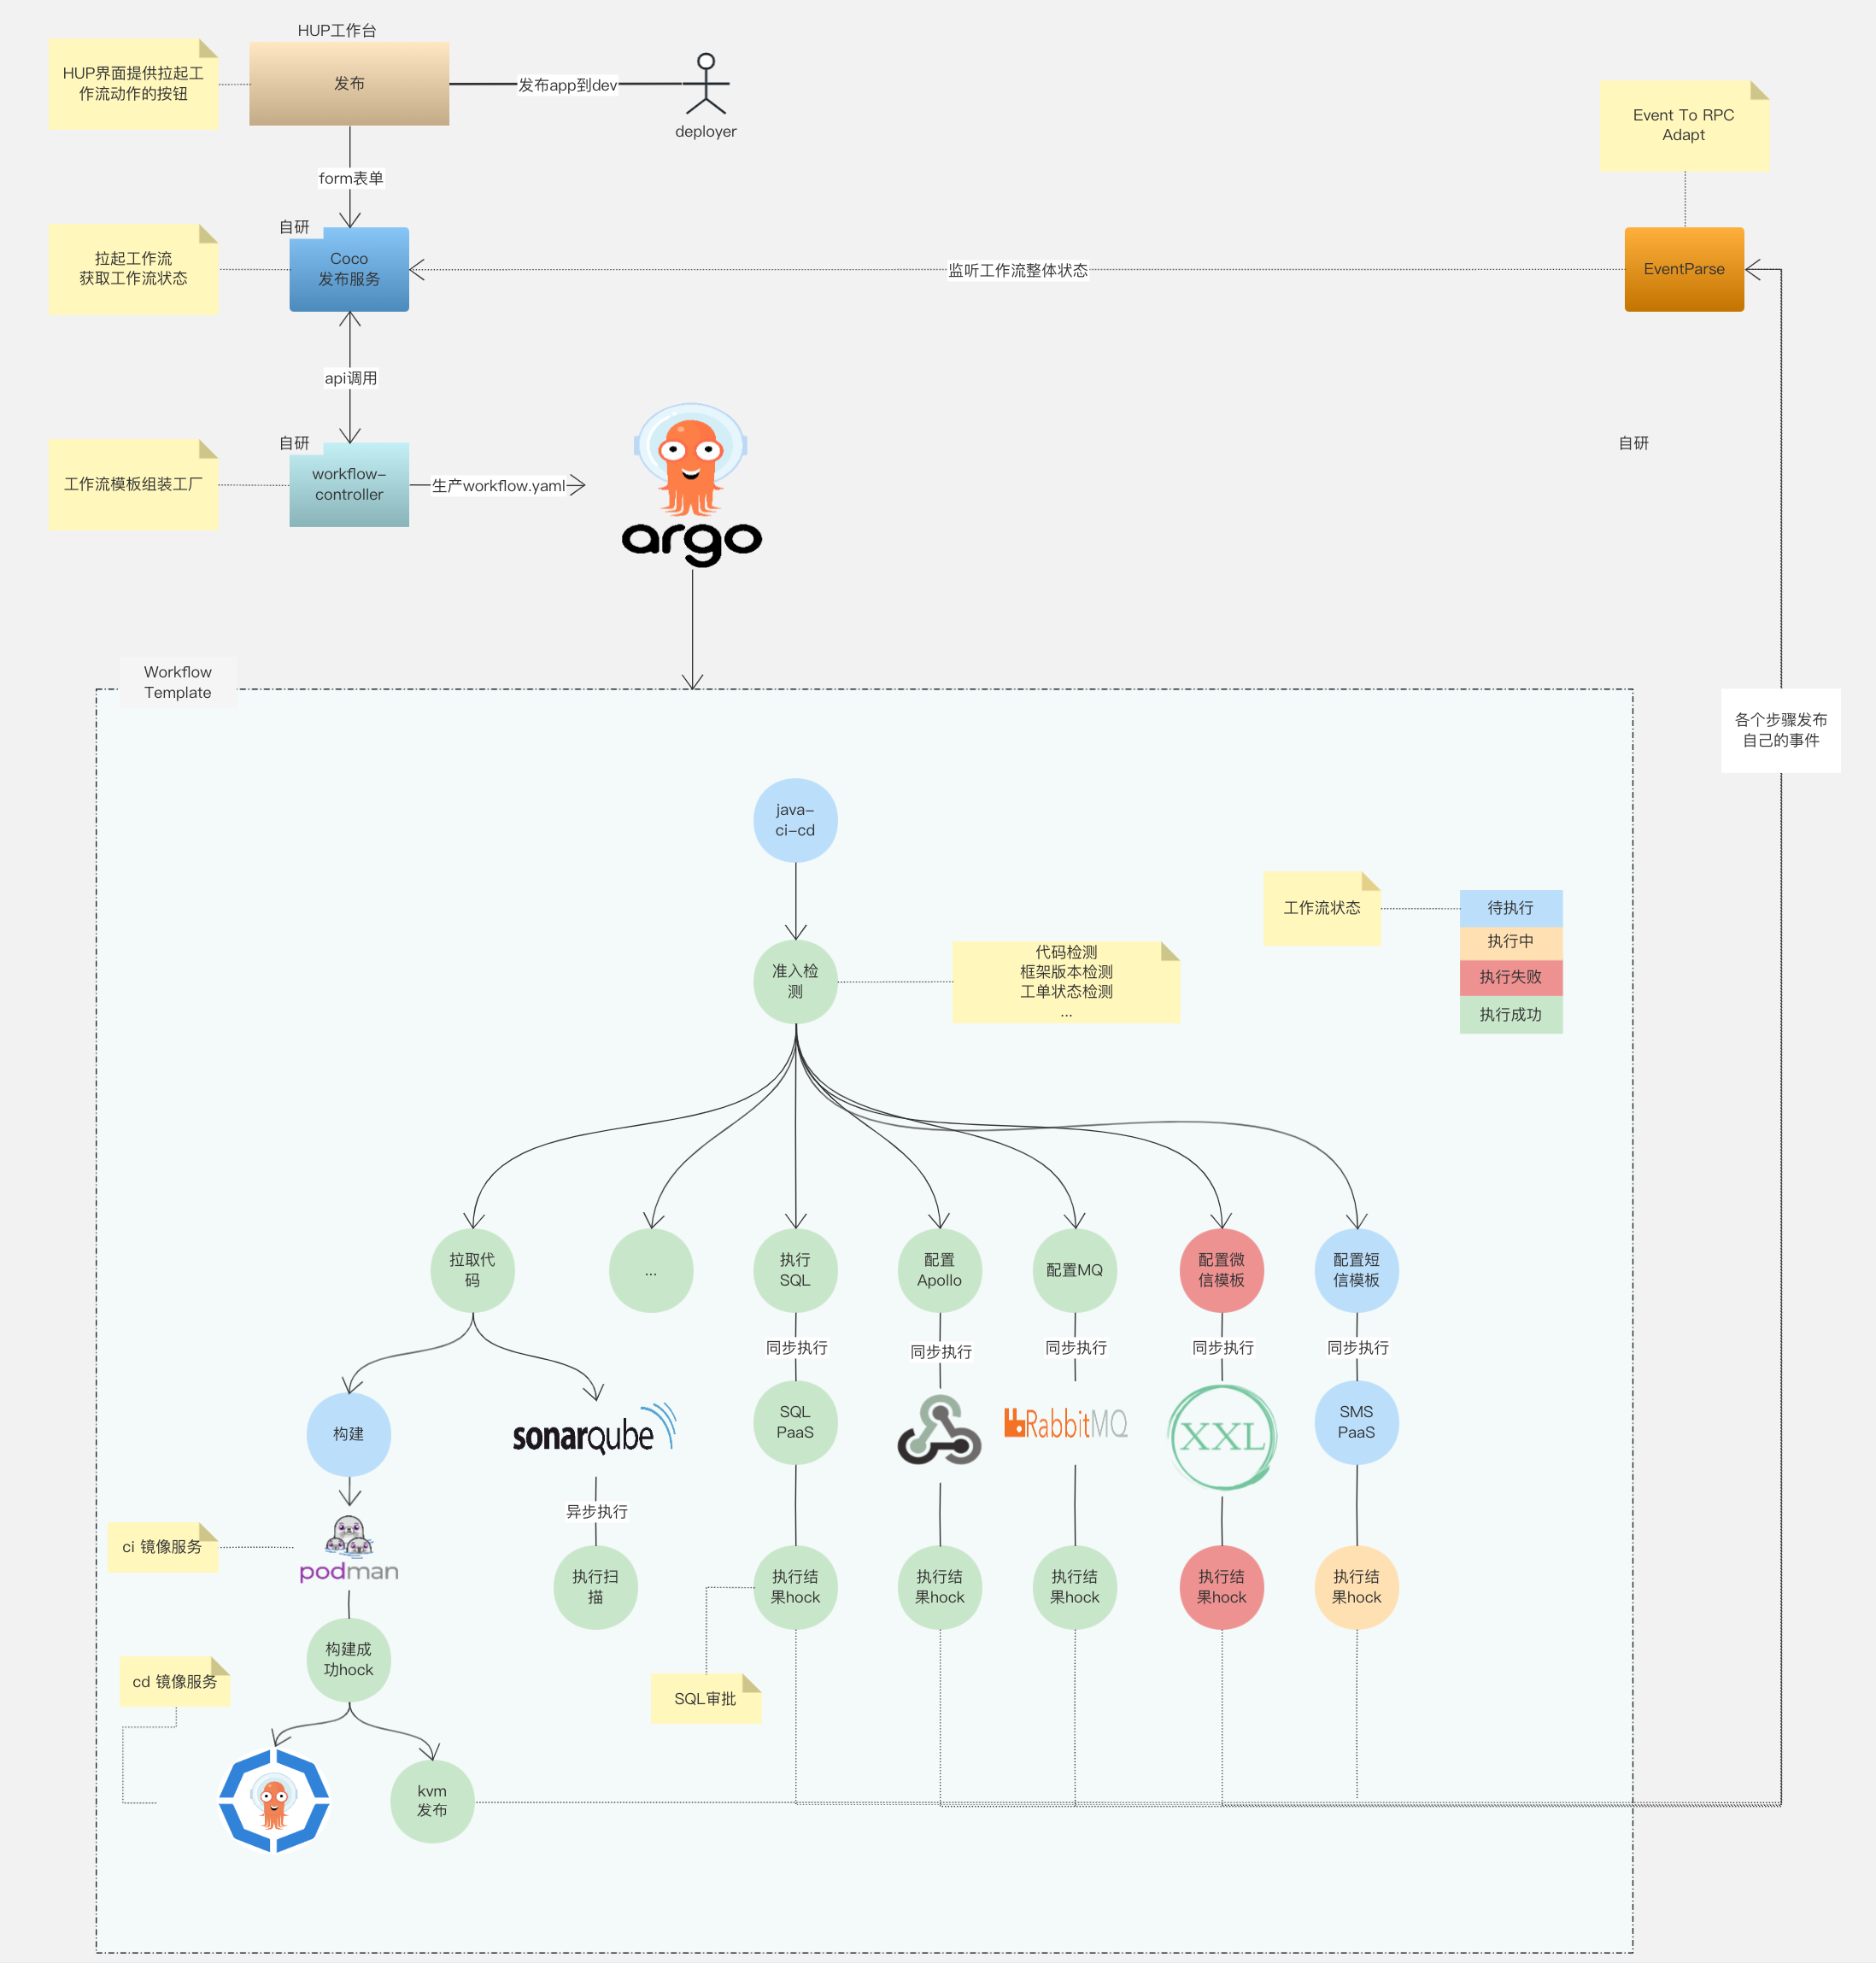 HUP工作台
HUP界面提供拉起工
作流动作的按钮
发布
发布app到dev
deployer
Event To RPC
Adapt
form表单
自研
拉起工作流
获取工作流状态
Coco
发布服务
监听工作流整体状态
EventParse
api调用
自研
自研
工作流模板组装工厂
workflow-
controller
生产workflow.yaml
argo
Workflow
Template
各个步骤发布
自己的事件
java-
ci-cd
工作流状态
待执行
执行中
执行失败
执行成功
准入检
测
代码检测
框架版本检测
工单状态检测
...
拉取代
码
...
执行
SQL
配置
Apollo
配置MQ
配置微
信模板
配置短
信模板
同步执行
同步执行
同步执行
同步执行
同步执行
构建
sonarqube
SQL
PaaS
RabbitMQ
XXL
SMS
PaaS
异步执行
ci 镜像服务
podman
执行扫
描
执行结
果hock
执行结
果hock
执行结
果hock
执行结
果hock
执行结
果hock
构建成
功hock
cd 镜像服务
SQL审批
kvm
发布